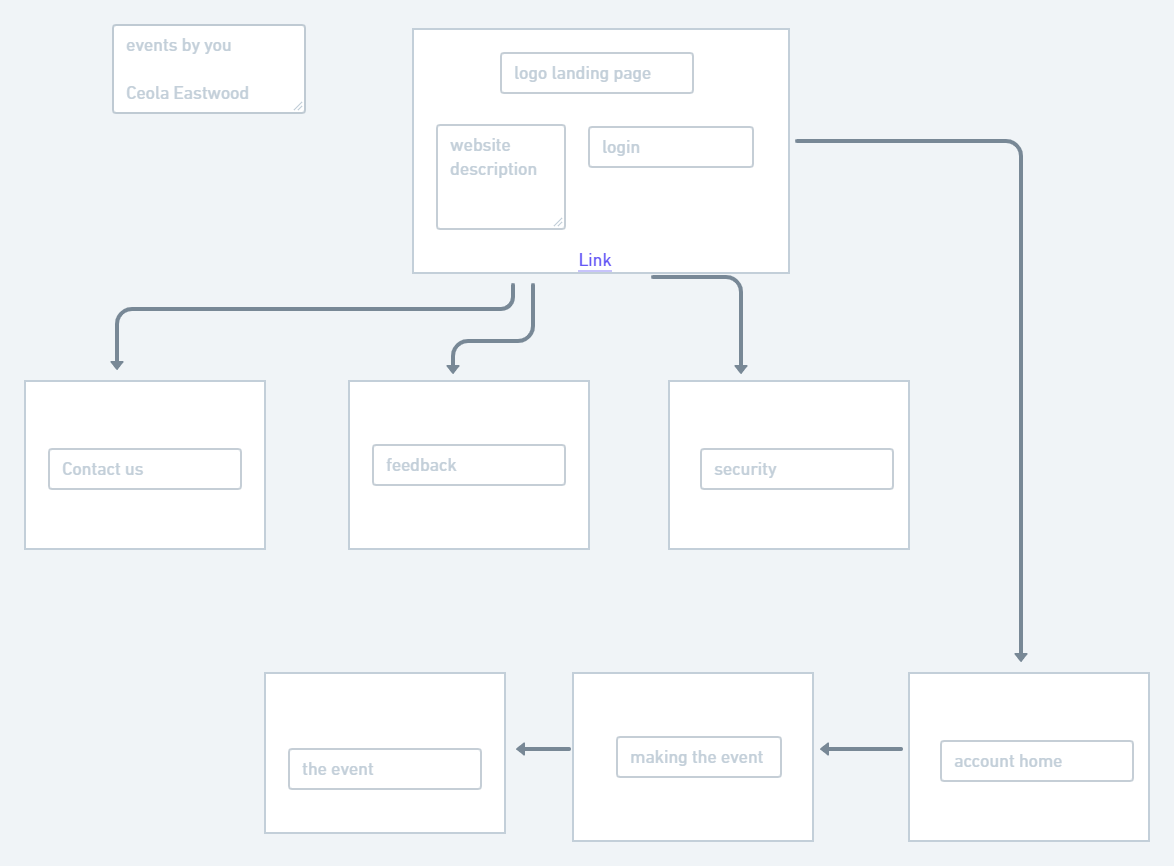 events by you
Ceola Eastwood
logo landing page
website
description
login
Link
Contact us
feedback
security
the event
making the event
account home